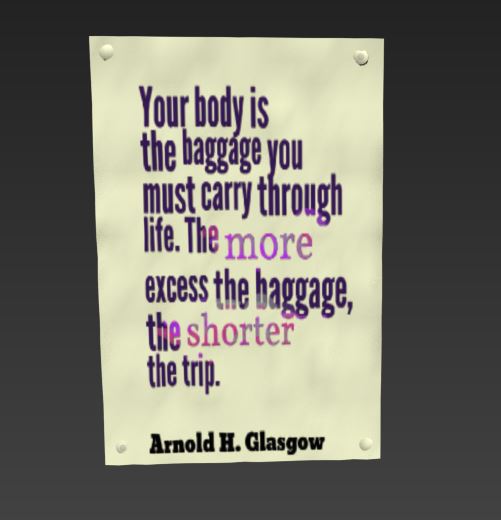 Your body is
the baggage you
must carry through
life. The more
excess the baggage,
the shorter
the trip.
Arnold H. Glasgow